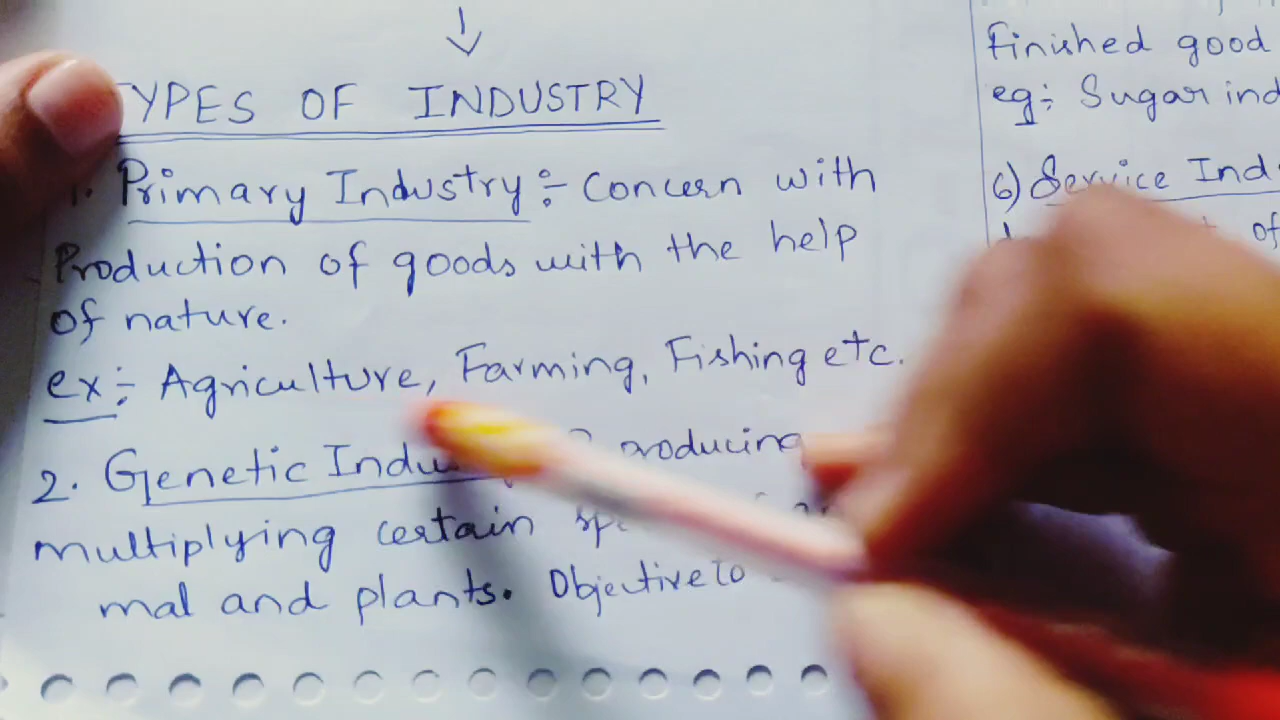 TYPES OF INDUSTRY
1. Primary Industry :- Concern with
Production of goods with the help
of nature.
ex :- Agriculture, Farming, Fishing etc.
2. Genetic producing
multiplying certain
mal and plants. Objective to
Finished good
eg :- Sugar ind
6) Service Ind
of